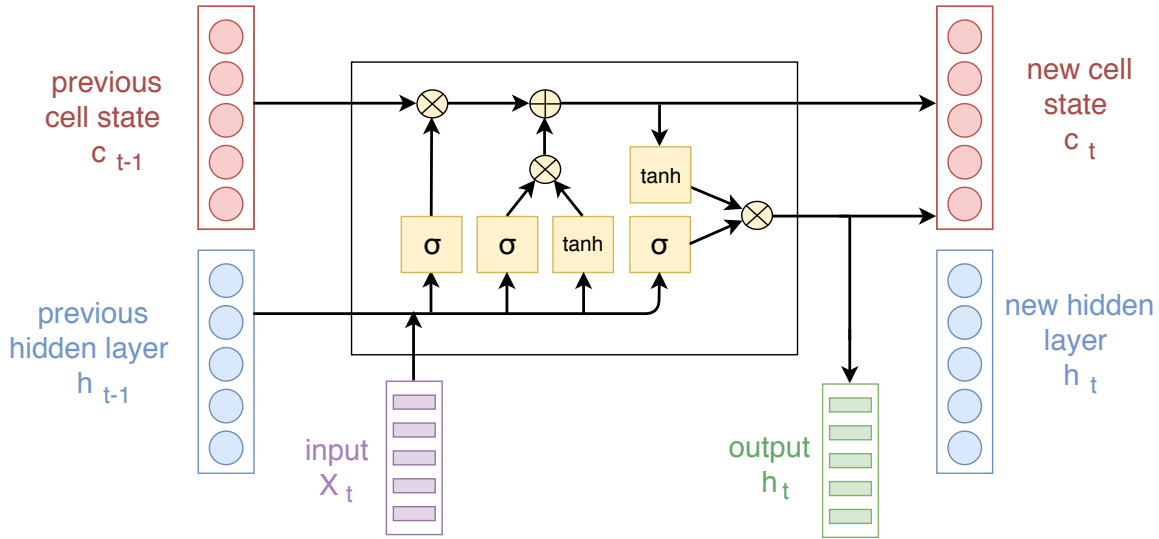 previous
cell state
c t-1
new cell
state
c t
tanh
σ
σ
tanh
σ
previous
hidden layer
h t-1
new hidden
layer
h t
input
X t
output
h t